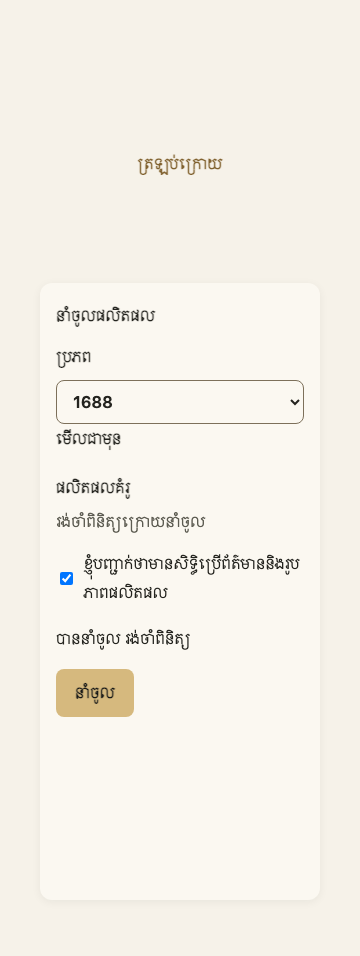 ត្រឡប់ក្រោយ
នាំចូលផលិតផល
ប្រភព
1688
មើលជាមុន
ផលិតផលគំរូ
រង់ចាំពិនិត្យក្រោយនាំចូល
ខ្ញុំបញ្ជាក់ថាមានសិទ្ធិប្រើព័ត៌មាននិងរូប
ភាពផលិតផល
បាននាំចូល រង់ចាំពិនិត្យ
នាំចូល